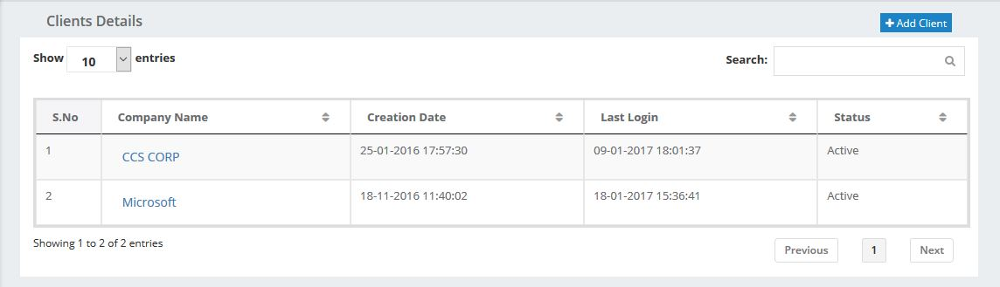 Clients Details
+ Add Client
Show 10 entries
Search:
S.No Company Name Creation Date Last Login Status
1 CCS CORP 25-01-2016 17:57:30 09-01-2017 18:01:37 Active
2 Microsoft 18-11-2016 11:40:02 18-01-2017 15:36:41 Active
Showing 1 to 2 of 2 entries
Previous 1 Next